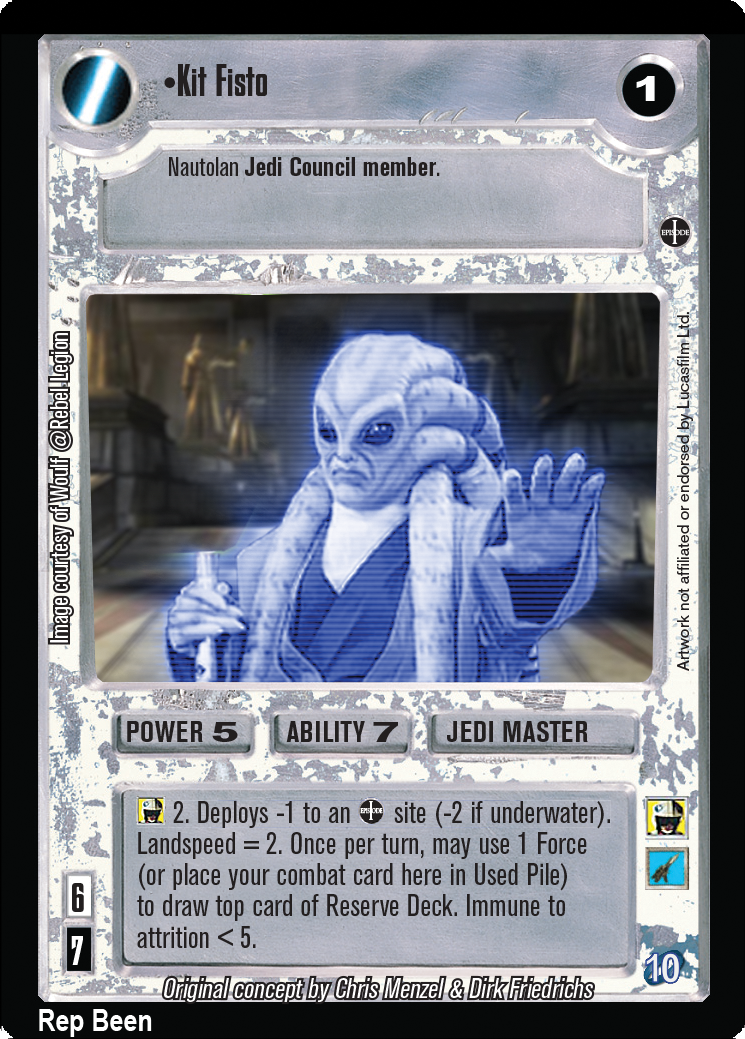 •Kit Fisto
1
Nautolan Jedi Council member.
EPISODE I
Image courtesy of Woulf @Rebel Legion
Artwork not affiliated or endorsed by Lucasfilm Ltd.
POWER 5
ABILITY 7
JEDI MASTER
2. Deploys -1 to an EPISODE I site (-2 if underwater).
Landspeed = 2. Once per turn, may use 1 Force
(or place your combat card here in Used Pile)
to draw top card of Reserve Deck. Immune to
attrition < 5.
6
7
10
Original concept by Chris Menzel & Dirk Friedrichs
Rep Been